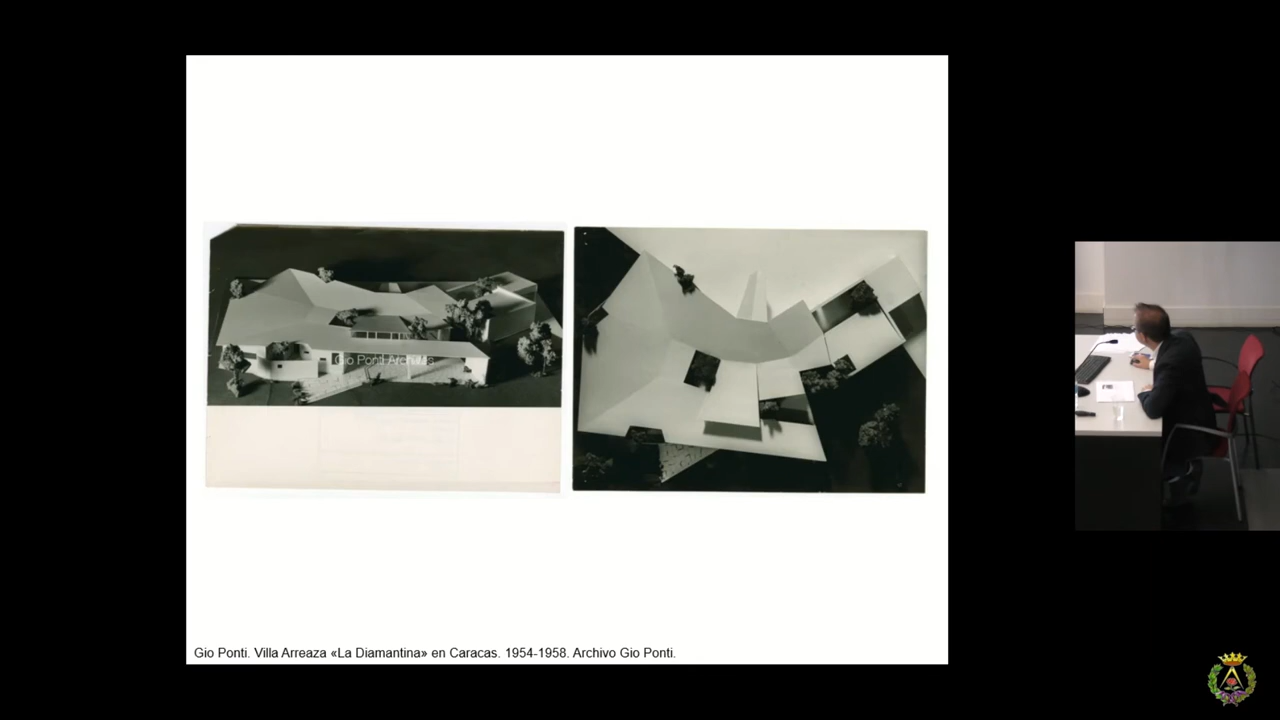 Gio Ponti Archives
Gio Ponti. Villa Arreaza «La Diamantina» en Caracas. 1954-1958. Archivo Gio Ponti.